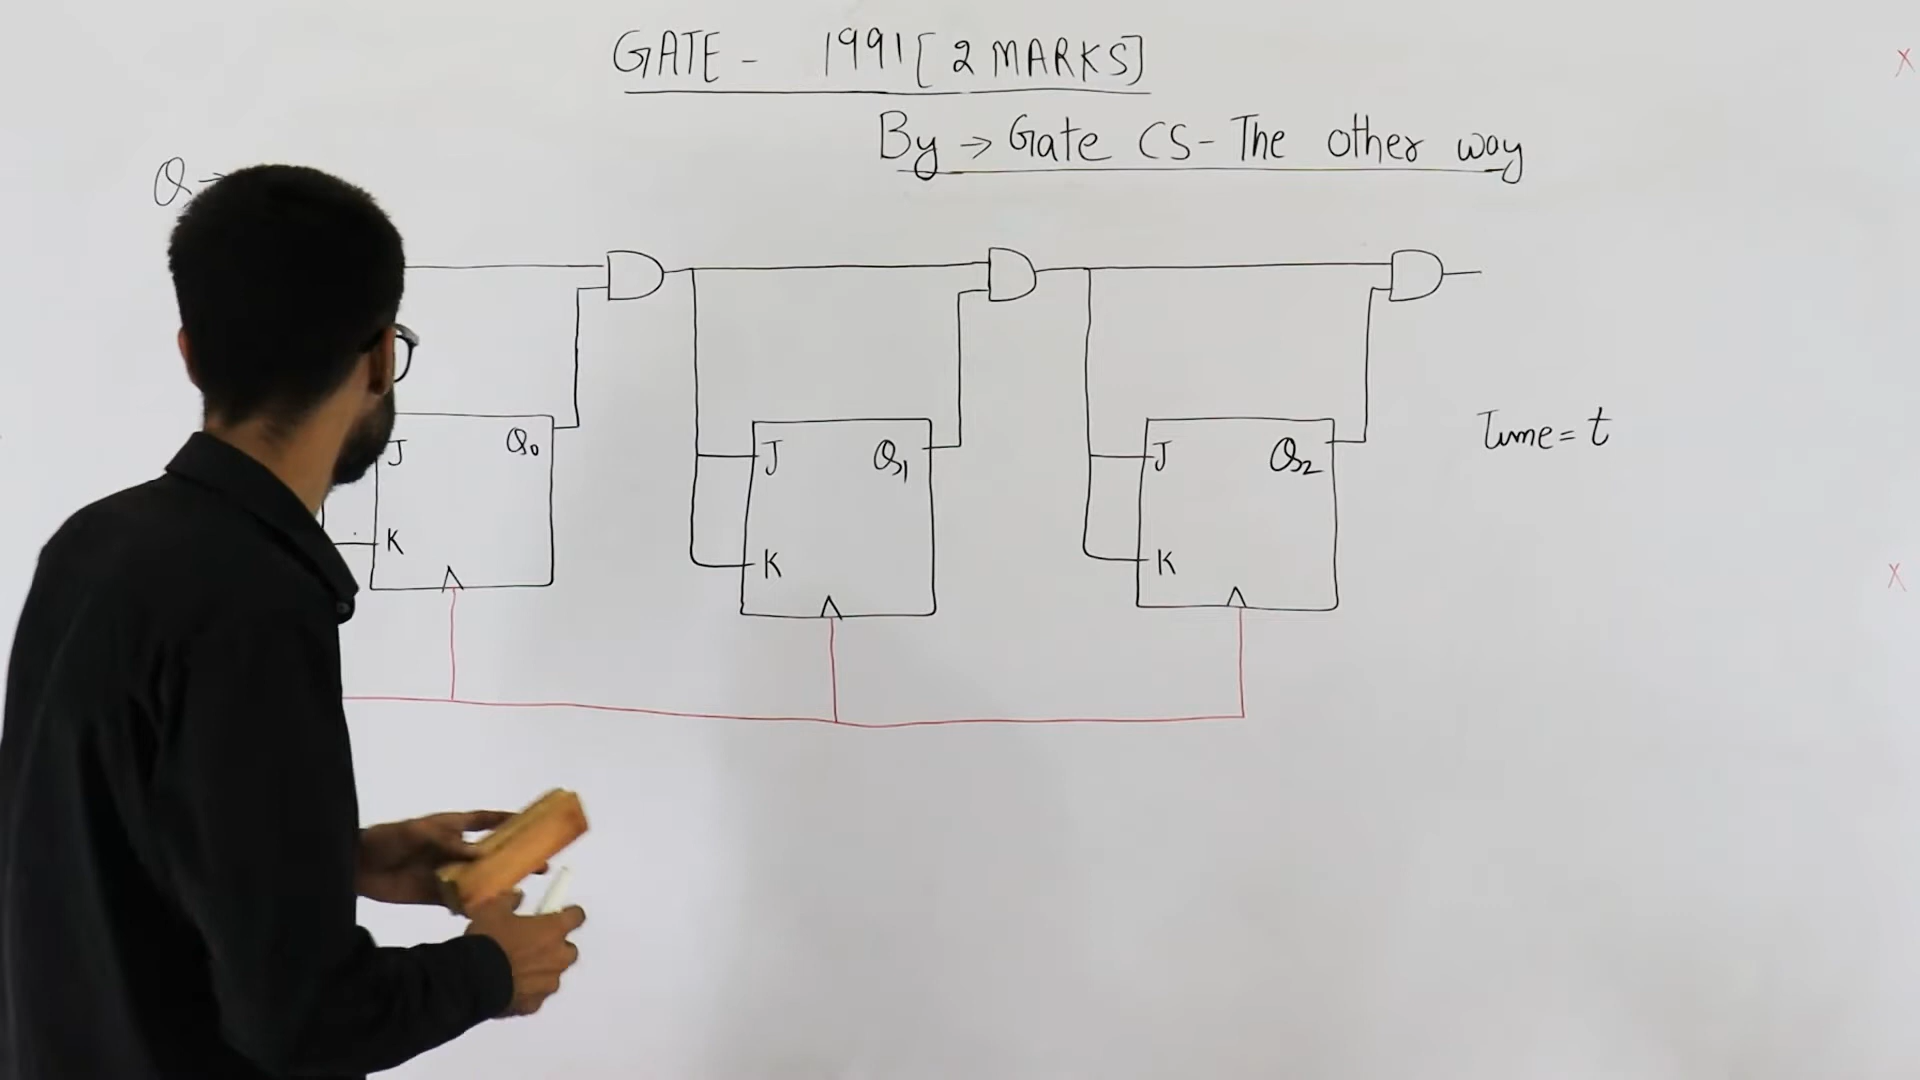 GATE - 1991 [2 MARKS]
By → Gate CS - The other way
Q →
J Q0
K
J Q1
K
J Q2
K
Time = t
X
X